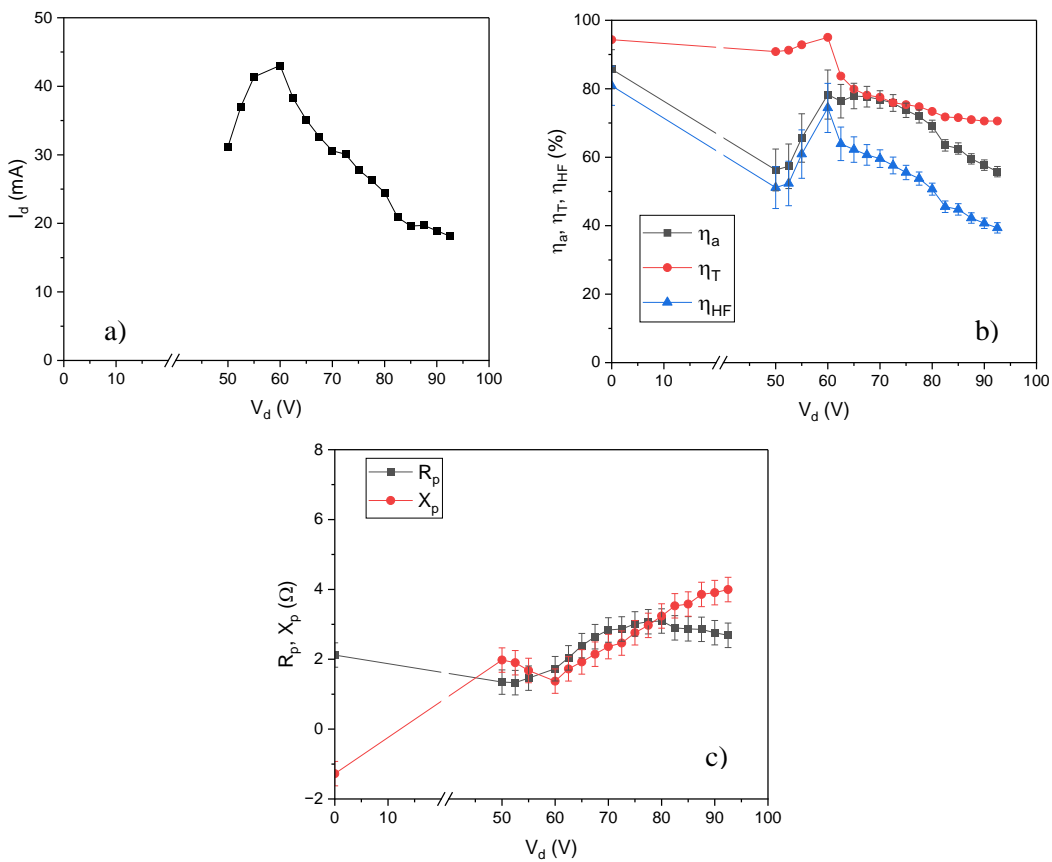 50
40
30
20
10
0
I_d (mA)
a)
0 10 50 60 70 80 90 100
V_d (V)
100
80
60
40
20
0
η_a, η_T, η_HF (%)
η_a
η_T
η_HF
b)
0 10 50 60 70 80 90 100
V_d (V)
8
6
4
2
0
−2
R_p, X_p (Ω)
R_p
X_p
c)
0 10 50 60 70 80 90 100
V_d (V)